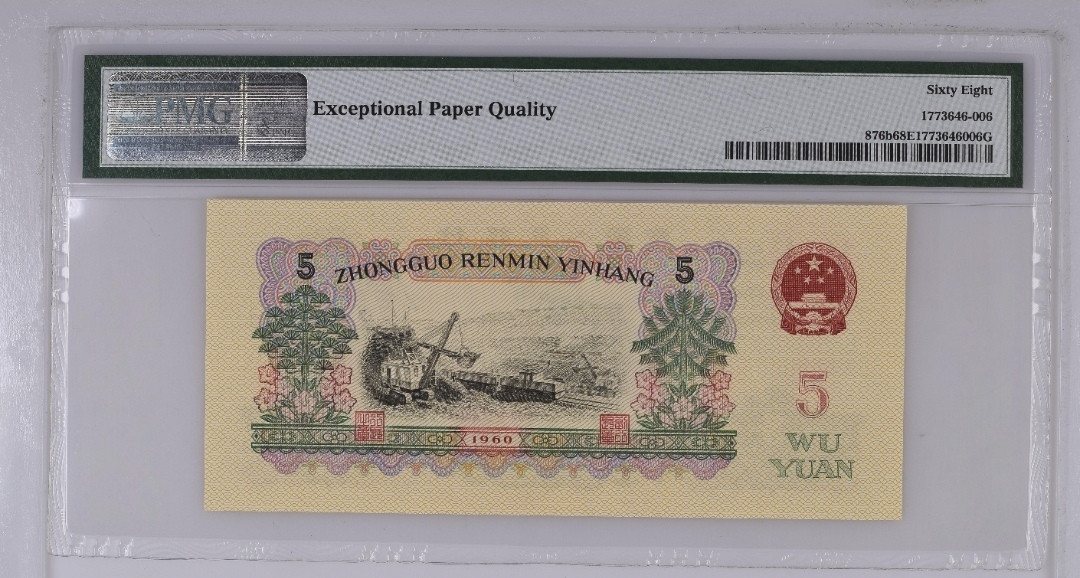 PMG
Exceptional Paper Quality
Sixty Eight
1773646-006
876b68E1773646006G
5 ZHONGGUO RENMIN YINHANG 5
1960
5
WU
YUAN